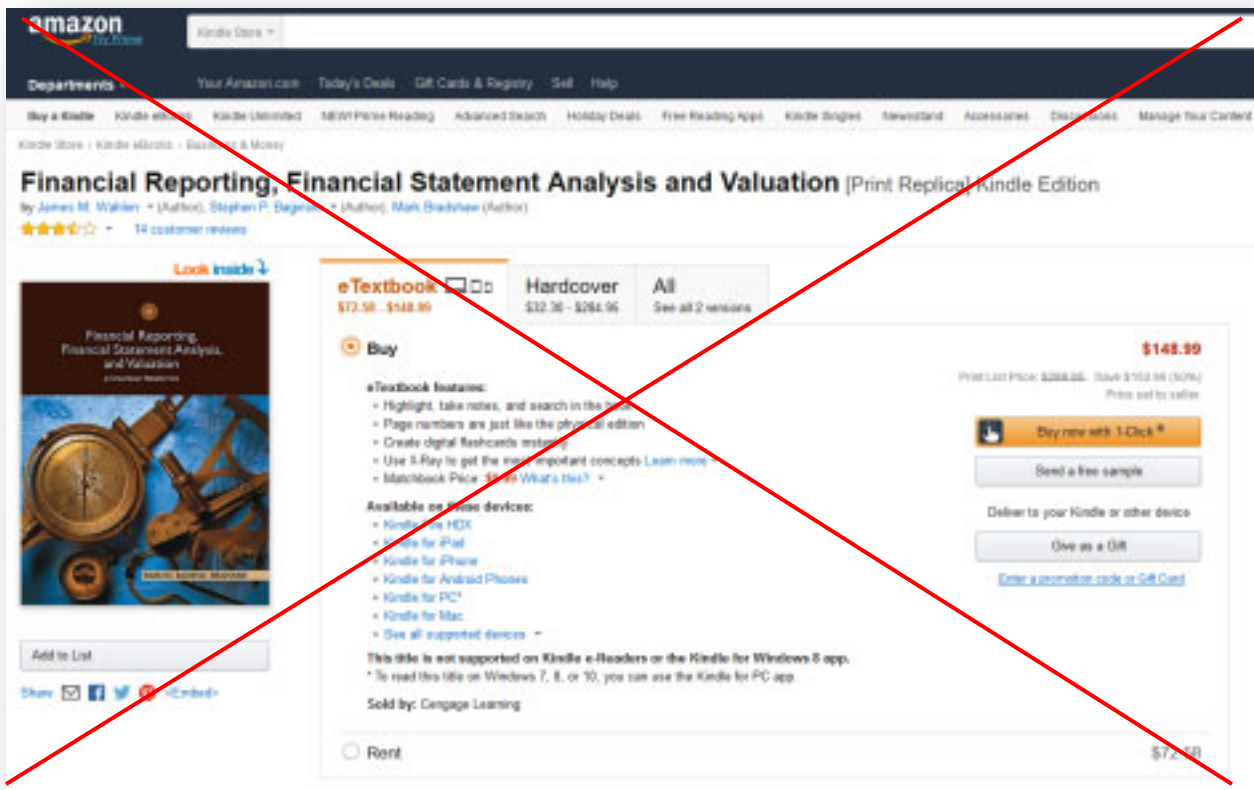 amazon
Try Prime
Kindle Store
Departments
Your Amazon.com Today's Deals Gift Cards & Registry Sell Help
Buy a Kindle Kindle eBooks Kindle Unlimited NEW! Prime Reading Advanced Search Holiday Deals Free Reading Apps Kindle Singles Newsstand Accessories Discussions Manage Your Content
Kindle Store › Kindle eBooks › Business & Money
Financial Reporting, Financial Statement Analysis and Valuation [Print Replica] Kindle Edition
by James M. Wahlen (Author), Stephen P. Baginski (Author), Mark Bradshaw (Author)
14 customer reviews
Look inside
Financial Reporting,
Financial Statement Analysis,
and Valuation
eTextbook
$72.58 - $148.99
Hardcover
$32.30 - $284.95
All
See all 2 versions
Buy
$148.99
Print List Price:
Price set by seller
eTextbook features:
• Highlight, take notes, and search in the book
• Page numbers are just like the physical edition
• Create digital flashcards instantly
• Use X-Ray to get the most important concepts Learn more
• Matchbook Price: What's this?
Buy now with 1-Click ®
Send a free sample
Deliver to your Kindle or other device
Give as a Gift
Enter a promotion code or Gift Card
Available on these devices:
• Kindle Fire HDX
• Kindle for iPad
• Kindle for iPhone
• Kindle for Android Phones
• Kindle for PC*
• Kindle for Mac
• See all supported devices
This title is not supported on Kindle e-Readers or the Kindle for Windows 8 app.
* To read this title on Windows 7, 8, or 10, you can use the Kindle for PC app.
Sold by: Cengage Learning
Add to List
Share <Embed>
Rent
$72.58